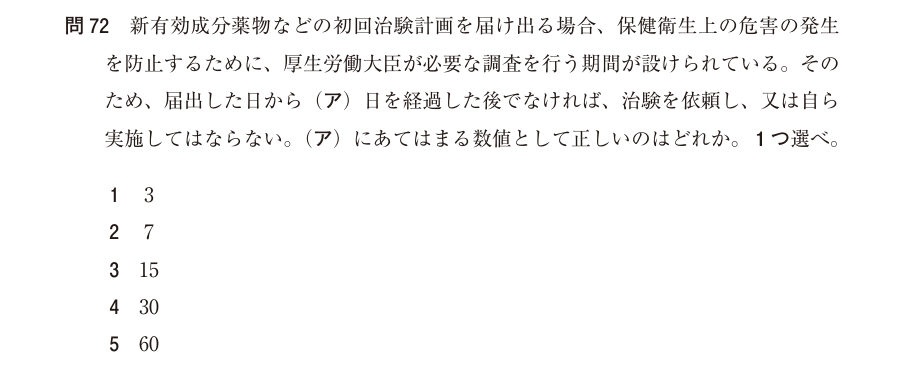 問72 新有効成分薬物などの初回治験計画を届け出る場合、保健衛生上の危害の発生
を防止するために、厚生労働大臣が必要な調査を行う期間が設けられている。その
ため、届出した日から（ア）日を経過した後でなければ、治験を依頼し、又は自ら
実施してはならない。（ア）にあてはまる数値として正しいのはどれか。1つ選べ。
1 3
2 7
3 15
4 30
5 60